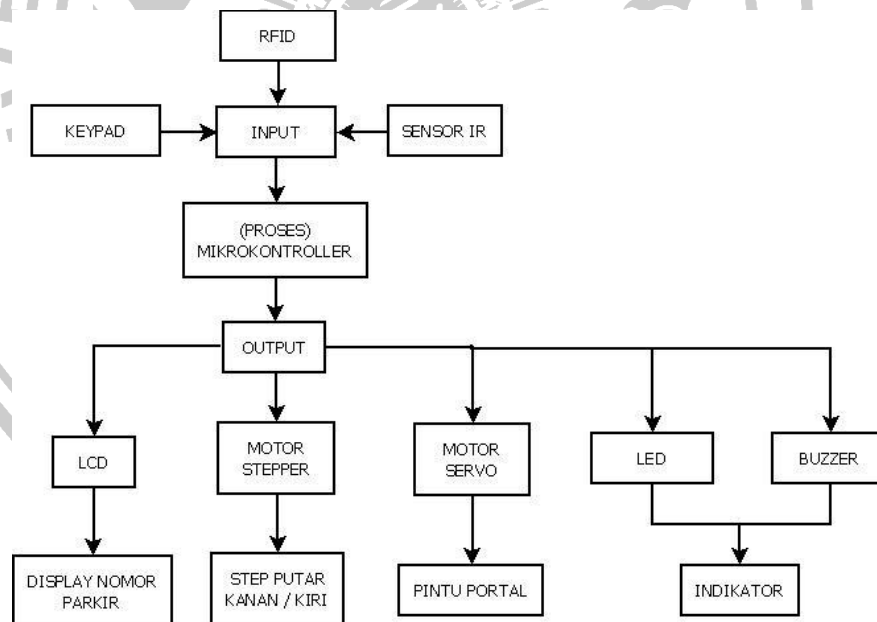 RFID
KEYPAD
INPUT
SENSOR IR
(PROSES)
MIKROKONTROLLER
OUTPUT
LCD
MOTOR
STEPPER
MOTOR
SERVO
LED
BUZZER
DISPLAY NOMOR
PARKIR
STEP PUTAR
KANAN / KIRI
PINTU PORTAL
INDIKATOR